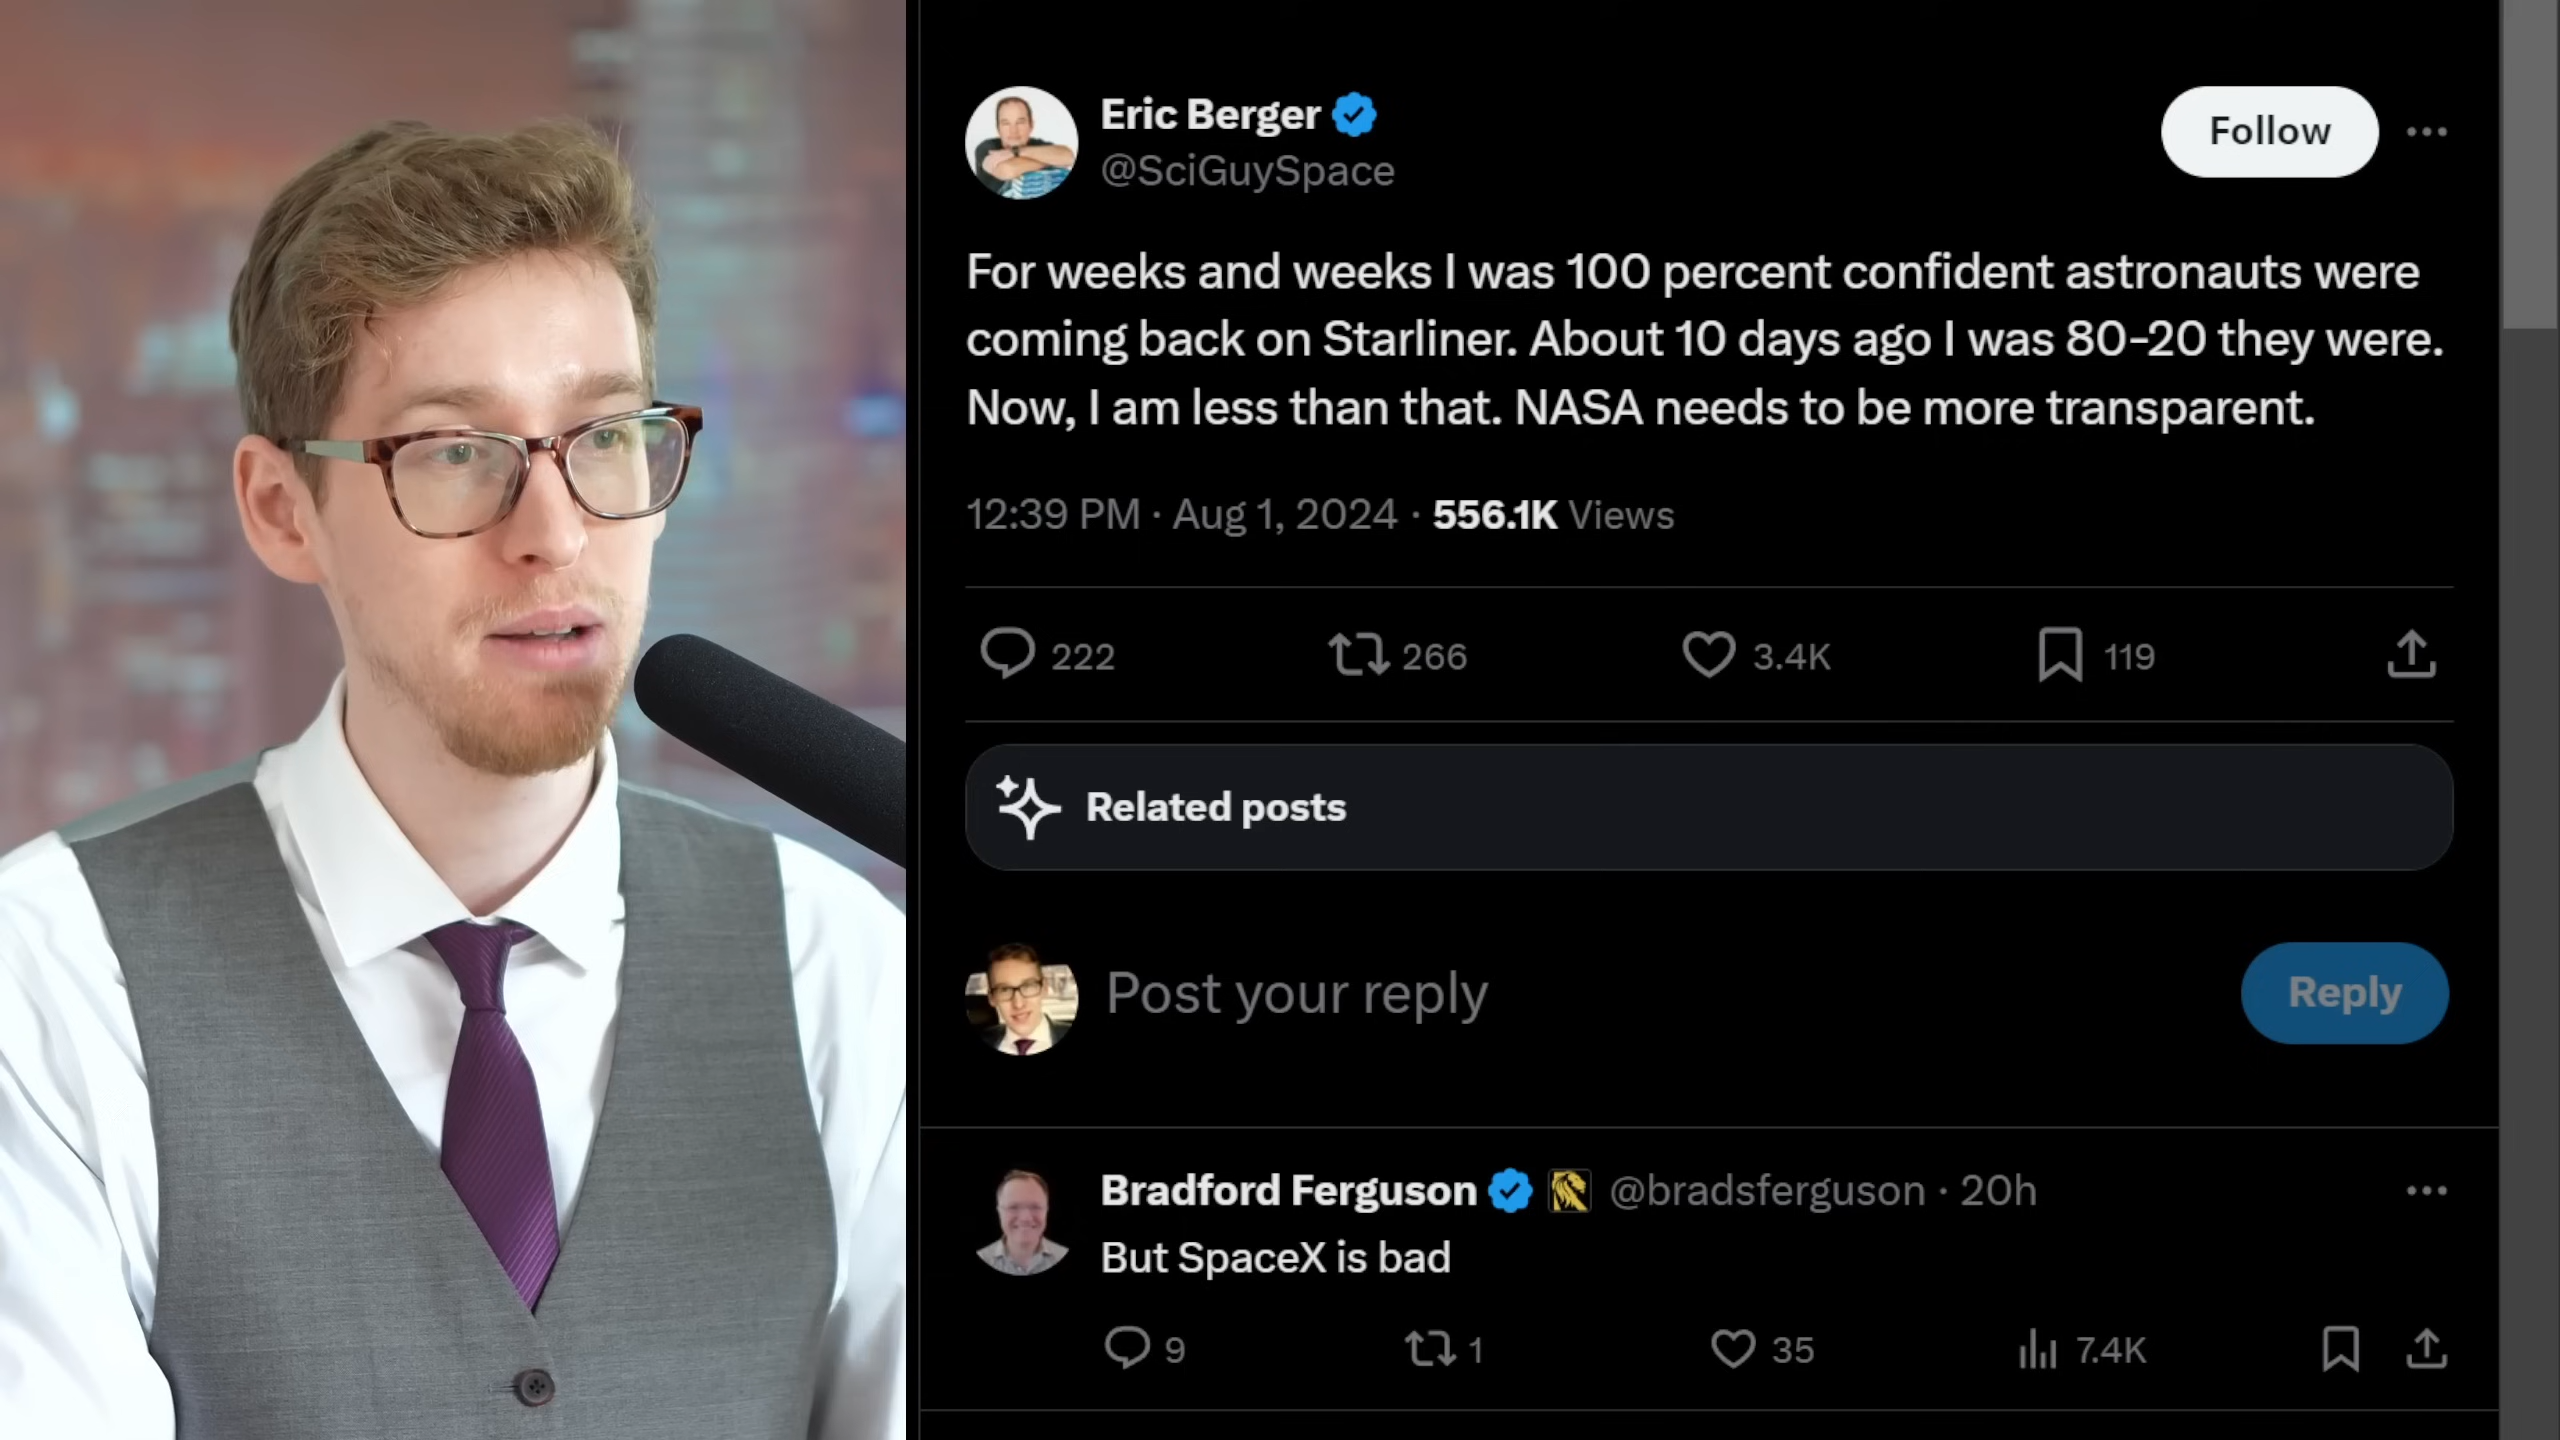 Eric Berger
@SciGuySpace
Follow
For weeks and weeks I was 100 percent confident astronauts were
coming back on Starliner. About 10 days ago I was 80-20 they were.
Now, I am less than that. NASA needs to be more transparent.
12:39 PM · Aug 1, 2024 · 556.1K Views
222 266 3.4K 119
Related posts
Post your reply
Reply
Bradford Ferguson @bradsferguson · 20h
But SpaceX is bad
9 1 35 7.4K